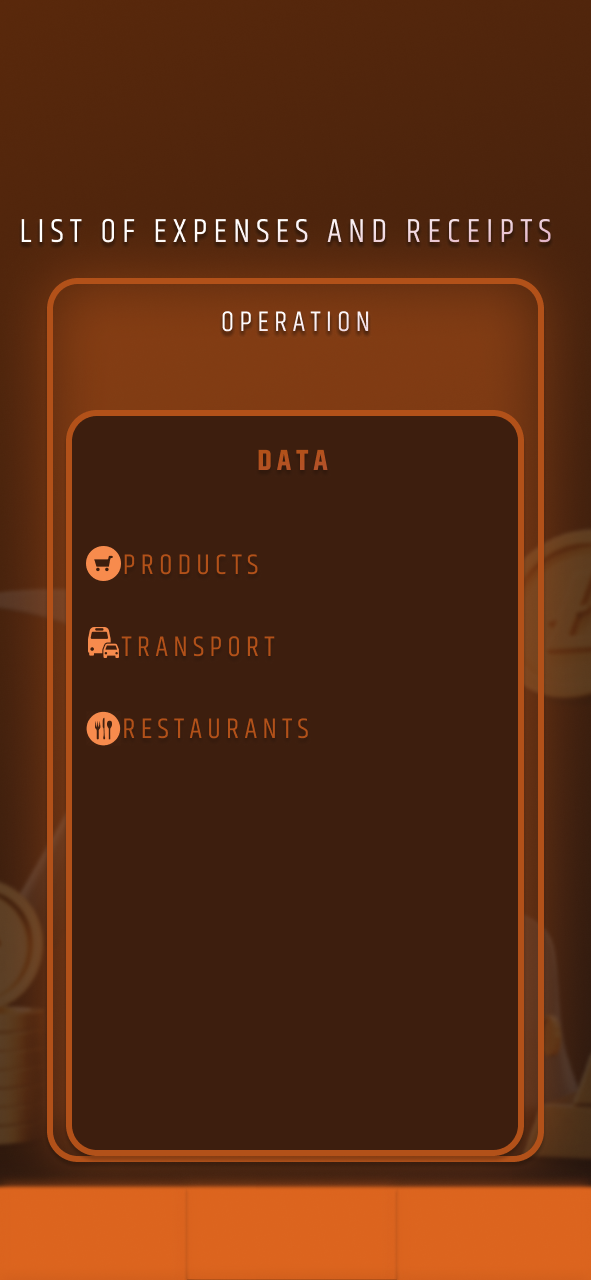 LIST OF EXPENSES AND RECEIPTS
OPERATION
DATA
PRODUCTS
TRANSPORT
RESTAURANTS